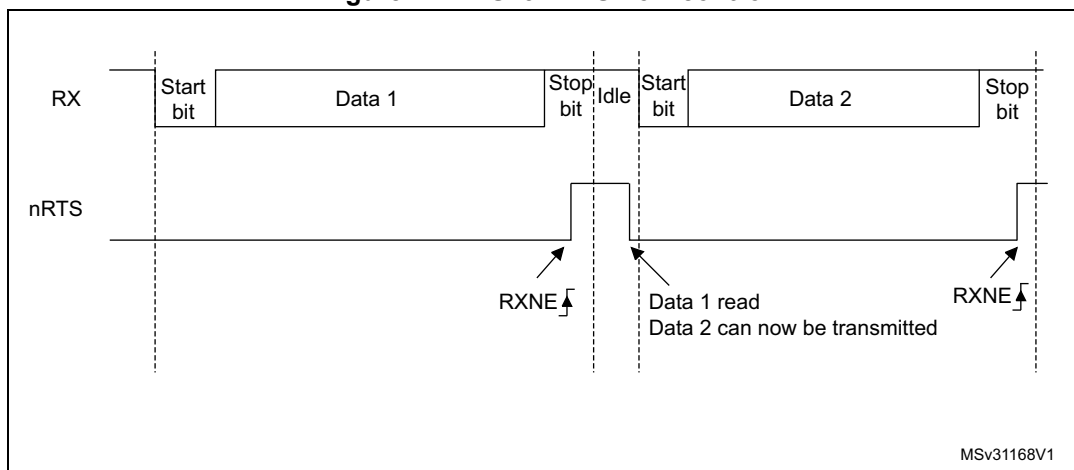 RX
Start
bit
Data 1
Stop
bit
Idle
Start
bit
Data 2
Stop
bit
nRTS
RXNE
Data 1 read
Data 2 can now be transmitted
RXNE
MSv31168V1